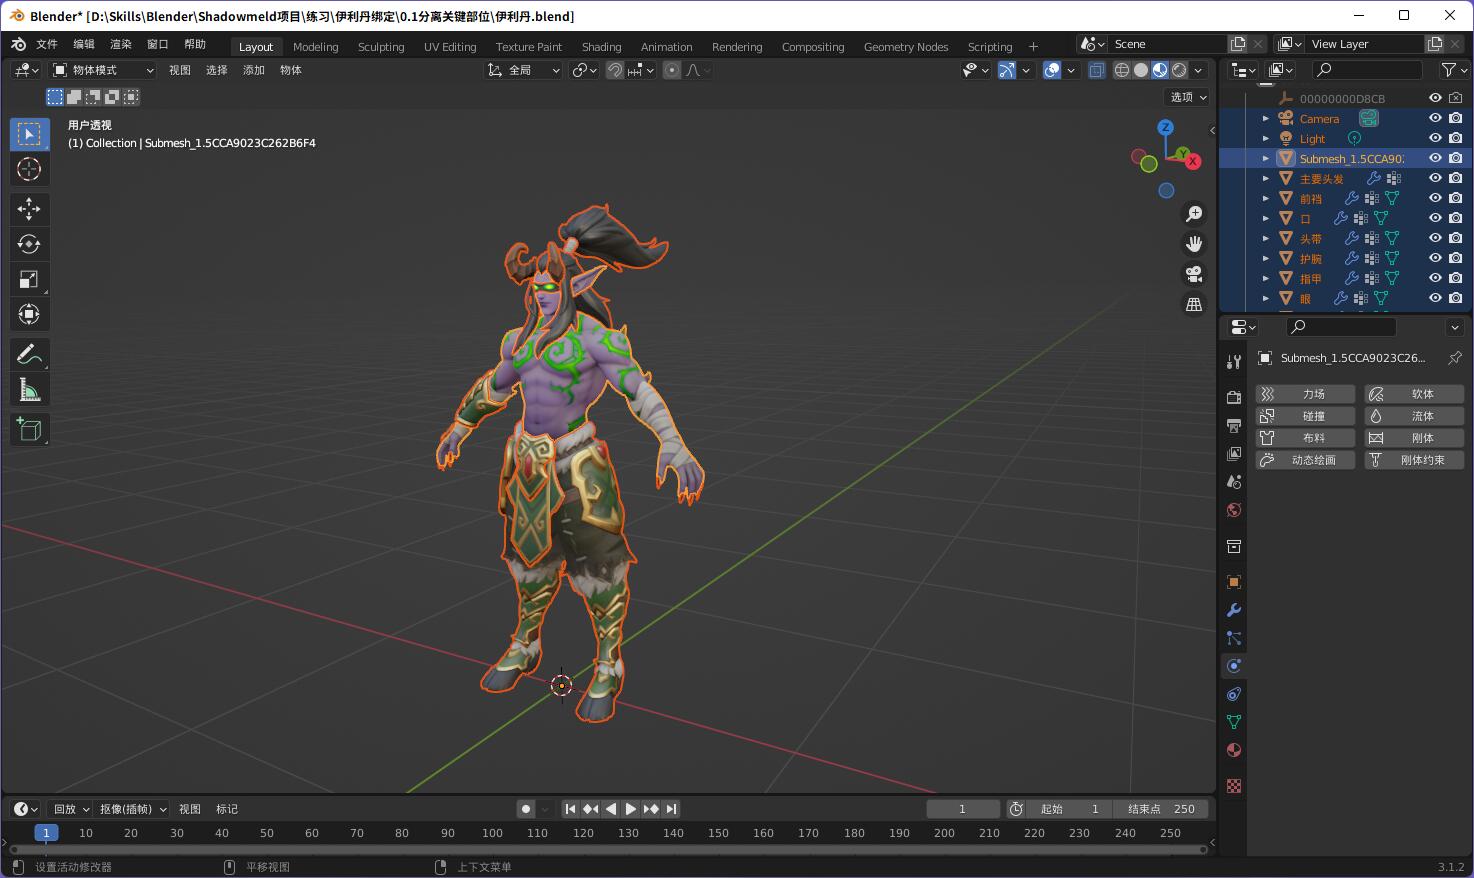 Blender* [D:\Skills\Blender\Shadowmeld项目\练习\伊利丹绑定\0.1分离关键部位\伊利丹.blend]
文件 编辑 渲染 窗口 帮助 Layout Modeling Sculpting UV Editing Texture Paint Shading Animation Rendering Compositing Geometry Nodes Scripting + Scene View Layer
物体模式 视图 选择 添加 物体 全局
选项
用户透视
(1) Collection | Submesh_1.5CCA9023C262B6F4
Z
Y
X
00000000D8CB
Camera
Light
Submesh_1.5CCA902
主要头发
前裆
口
头带
护腕
指甲
眼
Submesh_1.5CCA9023C26...
力场 软体
碰撞 流体
布料 刚体
动态绘画 刚体约束
回放 抠像(插帧) 视图 标记 1 起始 1 结束点 250
1 10 20 30 40 50 60 70 80 90 100 110 120 130 140 150 160 170 180 190 200 210 220 230 240 250
设置活动修改器 平移视图 上下文菜单 3.1.2